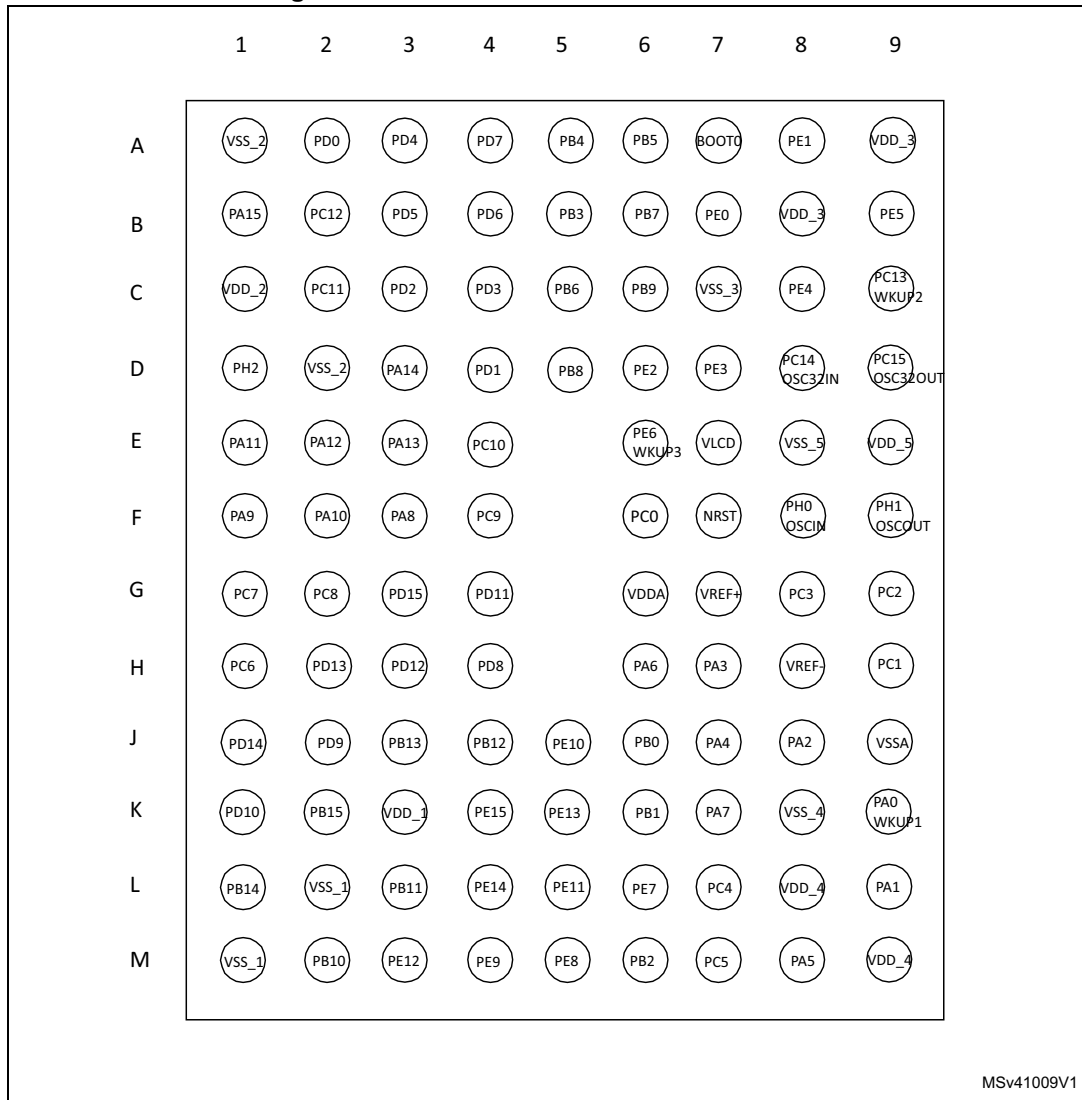 1 2 3 4 5 6 7 8 9
A VSS_2 PD0 PD4 PD7 PB4 PB5 BOOT0 PE1 VDD_3
B PA15 PC12 PD5 PD6 PB3 PB7 PE0 VDD_3 PE5
C VDD_2 PC11 PD2 PD3 PB6 PB9 VSS_3 PE4 PC13 WKUP2
D PH2 VSS_2 PA14 PD1 PB8 PE2 PE3 PC14 OSC32IN PC15 OSC32OUT
E PA11 PA12 PA13 PC10 PE6 WKUP3 VLCD VSS_5 VDD_5
F PA9 PA10 PA8 PC9 PC0 NRST PH0 OSCIN PH1 OSCOUT
G PC7 PC8 PD15 PD11 VDDA VREF+ PC3 PC2
H PC6 PD13 PD12 PD8 PA6 PA3 VREF- PC1
J PD14 PD9 PB13 PB12 PE10 PB0 PA4 PA2 VSSA
K PD10 PB15 VDD_1 PE15 PE13 PB1 PA7 VSS_4 PA0 WKUP1
L PB14 VSS_1 PB11 PE14 PE11 PE7 PC4 VDD_4 PA1
M VSS_1 PB10 PE12 PE9 PE8 PB2 PC5 PA5 VDD_4
MSv41009V1